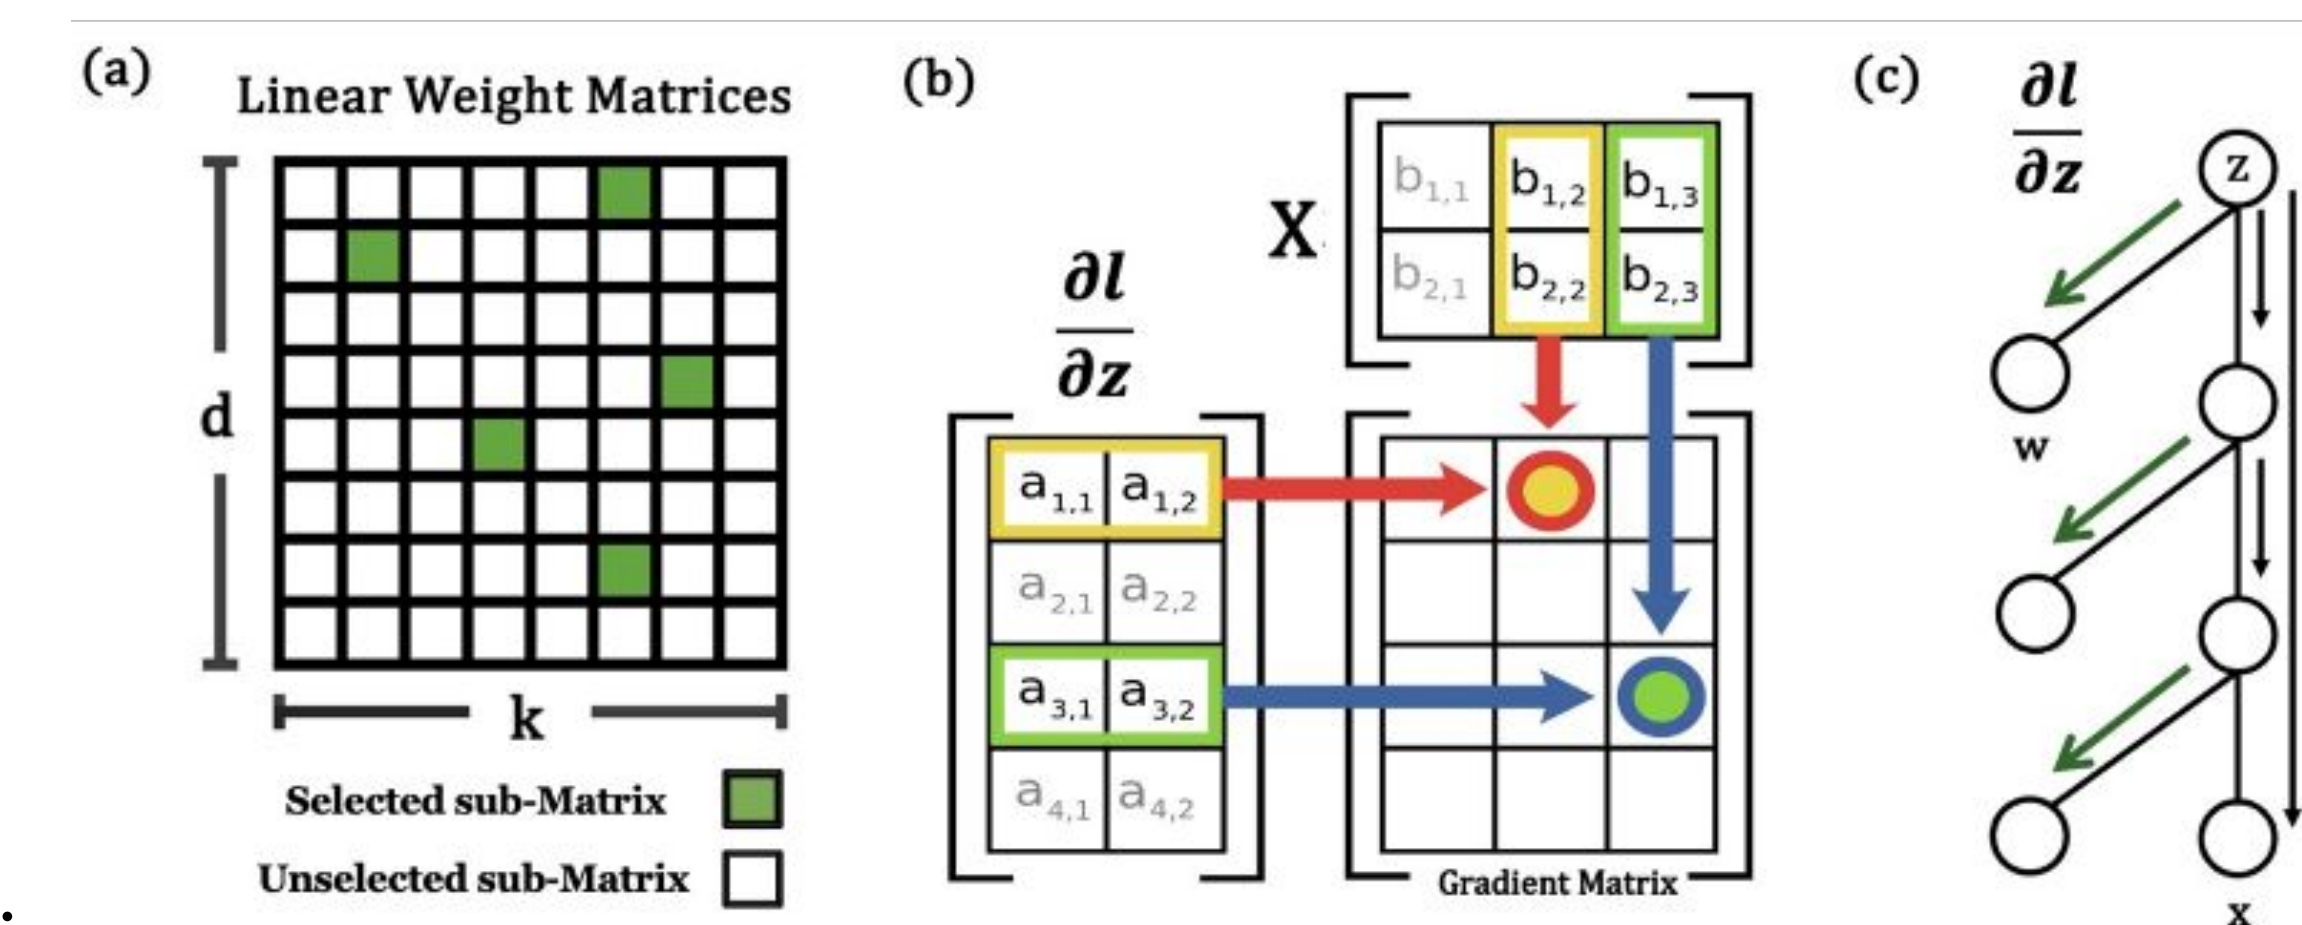 (a)
Linear Weight Matrices
d
k
Selected sub-Matrix
Unselected sub-Matrix
(b)
∂l
∂z
X
b1,1 b1,2 b1,3
b2,1 b2,2 b2,3
a1,1 a1,2
a2,1 a2,2
a3,1 a3,2
a4,1 a4,2
Gradient Matrix
(c)
∂l
∂z
z
w
x